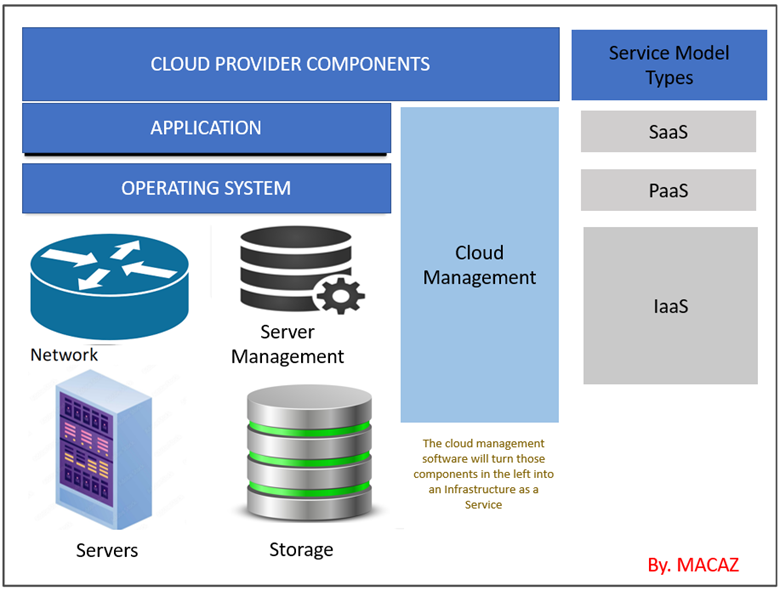 CLOUD PROVIDER COMPONENTS
Service Model
Types
APPLICATION
SaaS
OPERATING SYSTEM
PaaS
Cloud
Management
IaaS
Network
Server
Management
The cloud management
software will turn those
components in the left into
an Infrastructure as a
Service
Servers
Storage
By. MACAZ